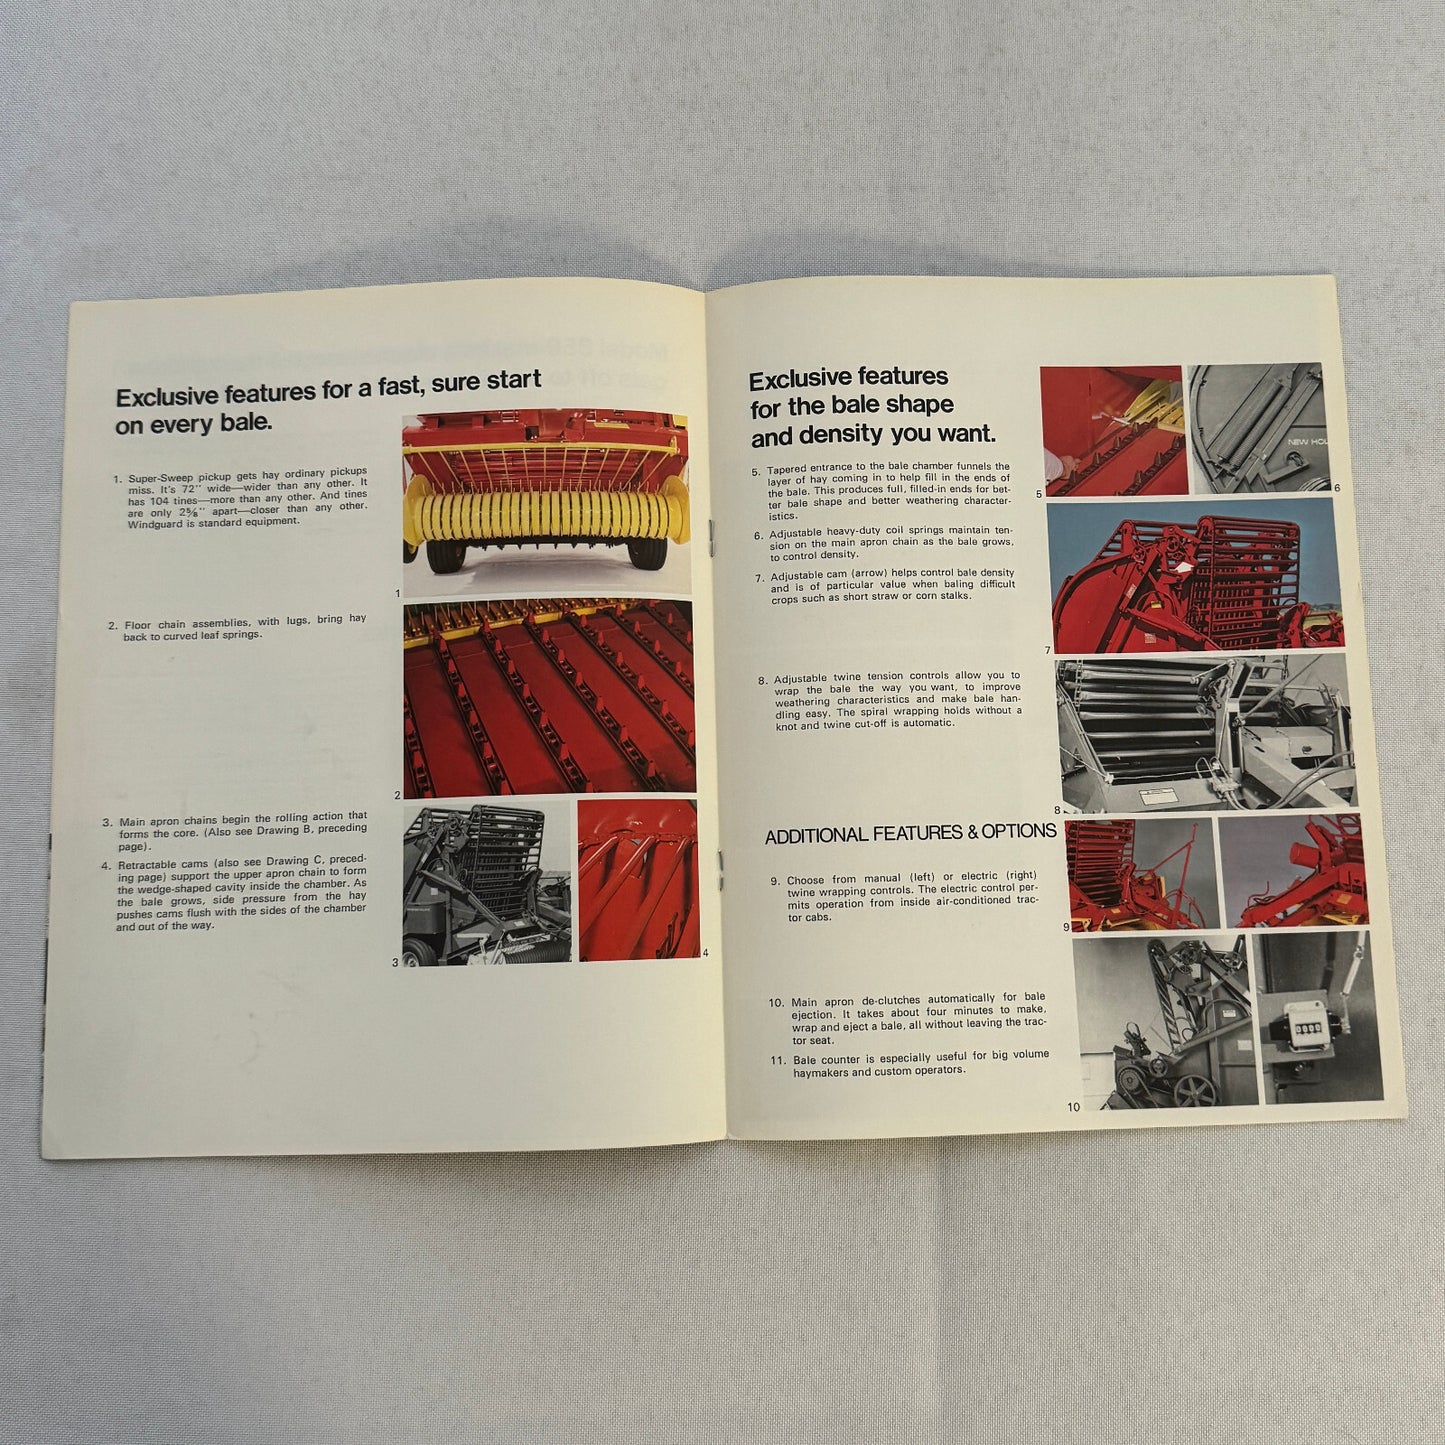 Exclusive features for a fast, sure start
on every bale.
1. Super-Sweep pickup gets hay ordinary pickups
miss. It's 72" wide—wider than any other. It
has 104 tines—more than any other. And tines
are only 2⅝" apart—closer than any other.
Windguard is standard equipment.
1
2. Floor chain assemblies, with lugs, bring hay
back to curved leaf springs.
2
3. Main apron chains begin the rolling action that
forms the core. (Also see Drawing B, preceding
page).
4. Retractable cams (also see Drawing C, preced-
ing page) support the upper apron chain to form
the wedge-shaped cavity inside the chamber. As
the bale grows, side pressure from the hay
pushes cams flush with the sides of the chamber
and out of the way.
3
4
Exclusive features
for the bale shape
and density you want.
5. Tapered entrance to the bale chamber funnels the
layer of hay coming in to help fill in the ends of
the bale. This produces full, filled-in ends for bet-
ter bale shape and better weathering character-
istics.
6. Adjustable heavy-duty coil springs maintain ten-
sion on the main apron chain as the bale grows,
to control density.
7. Adjustable cam (arrow) helps control bale density
and is of particular value when baling difficult
crops such as short straw or corn stalks.
5
NEW HOL
6
7
8. Adjustable twine tension controls allow you to
wrap the bale the way you want, to improve
weathering characteristics and make bale han-
dling easy. The spiral wrapping holds without a
knot and twine cut-off is automatic.
8
ADDITIONAL FEATURES & OPTIONS
9. Choose from manual (left) or electric (right)
twine wrapping controls. The electric control per-
mits operation from inside air-conditioned trac-
tor cabs.
9
10. Main apron de-clutches automatically for bale
ejection. It takes about four minutes to make,
wrap and eject a bale, all without leaving the trac-
tor seat.
11. Bale counter is especially useful for big volume
haymakers and custom operators.
10
0000